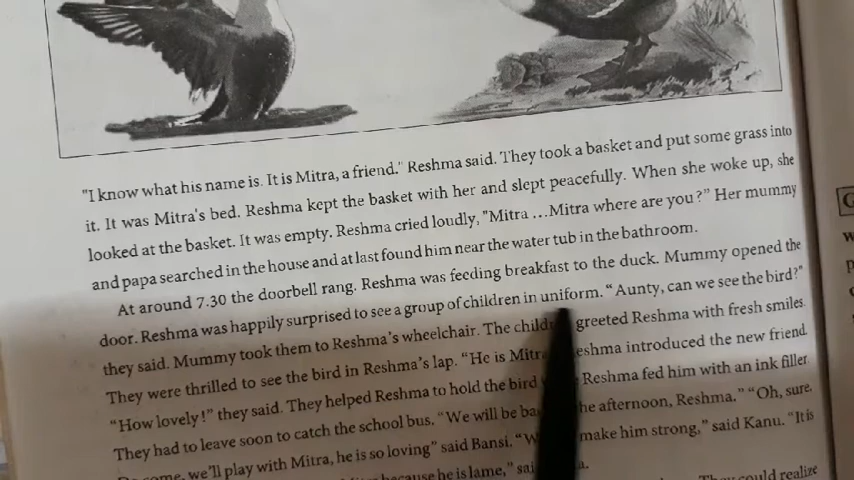 "I know what his name is. It is Mitra, a friend." Reshma said. They took a basket and put some grass into
it. It was Mitra's bed. Reshma kept the basket with her and slept peacefully. When she woke up, she
looked at the basket. It was empty. Reshma cried loudly, "Mitra ...Mitra where are you?" Her mummy
and papa searched in the house and at last found him near the water tub in the bathroom.
At around 7.30 the doorbell rang. Reshma was feeding breakfast to the duck. Mummy opened the
door. Reshma was happily surprised to see a group of children in uniform. "Aunty, can we see the bird?"
they said. Mummy took them to Reshma's wheelchair. The greeted Reshma with fresh smiles
They were thrilled to see the bird in Reshma's lap. "He is introduced the new friend
"How lovely!" they said. They helped Reshma to hold the bird Reshma fed him with an ink filler
They had to leave soon to catch the school bus. "We will be afternoon, Reshma." "Oh, sure.
we'll play with Mitra, he is so loving" said Bansi. make him strong," said Kanu. "It is
because he is lame," They could realize